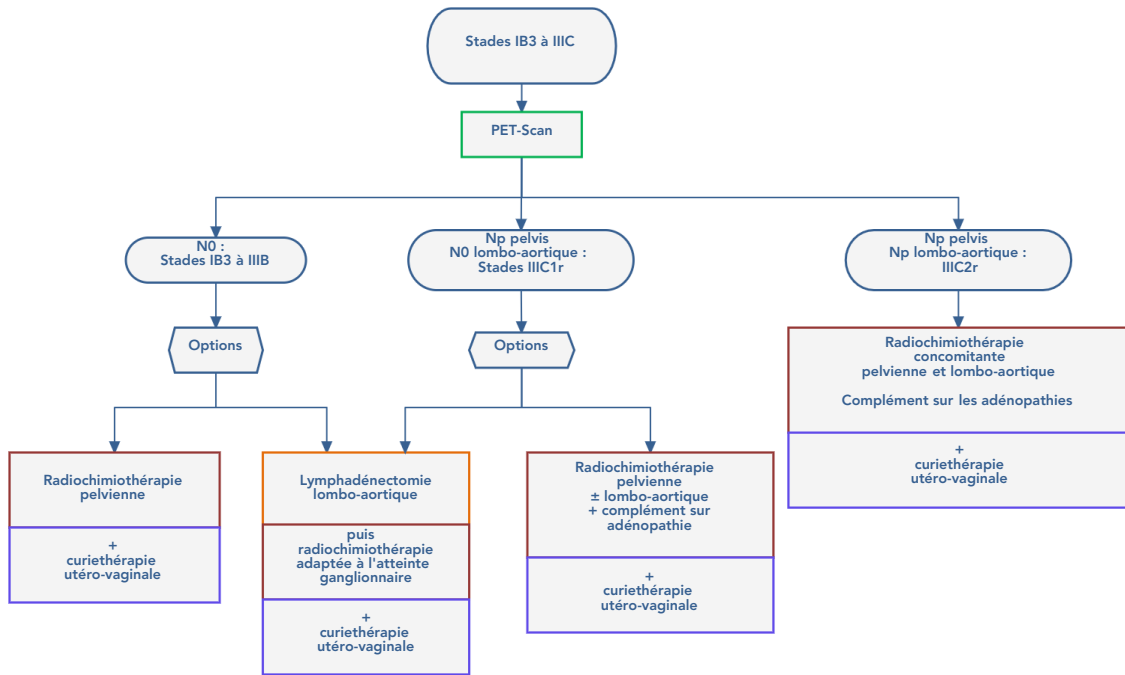 Stades IB3 à IIIC
PET-Scan
N0 :
Stades IB3 à IIIB
Np pelvis
N0 lombo-aortique :
Stades IIIC1r
Np pelvis
Np lombo-aortique :
IIIC2r
Options
Options
Radiochimiothérapie
concomitante
pelvienne et lombo-aortique
Complément sur les adénopathies
+
curiethérapie
utéro-vaginale
Radiochimiothérapie
pelvienne
+
curiethérapie
utéro-vaginale
Lymphadénectomie
lombo-aortique
puis
radiochimiothérapie
adaptée à l'atteinte
ganglionnaire
+
curiethérapie
utéro-vaginale
Radiochimiothérapie
pelvienne
± lombo-aortique
+ complément sur
adénopathie
+
curiethérapie
utéro-vaginale